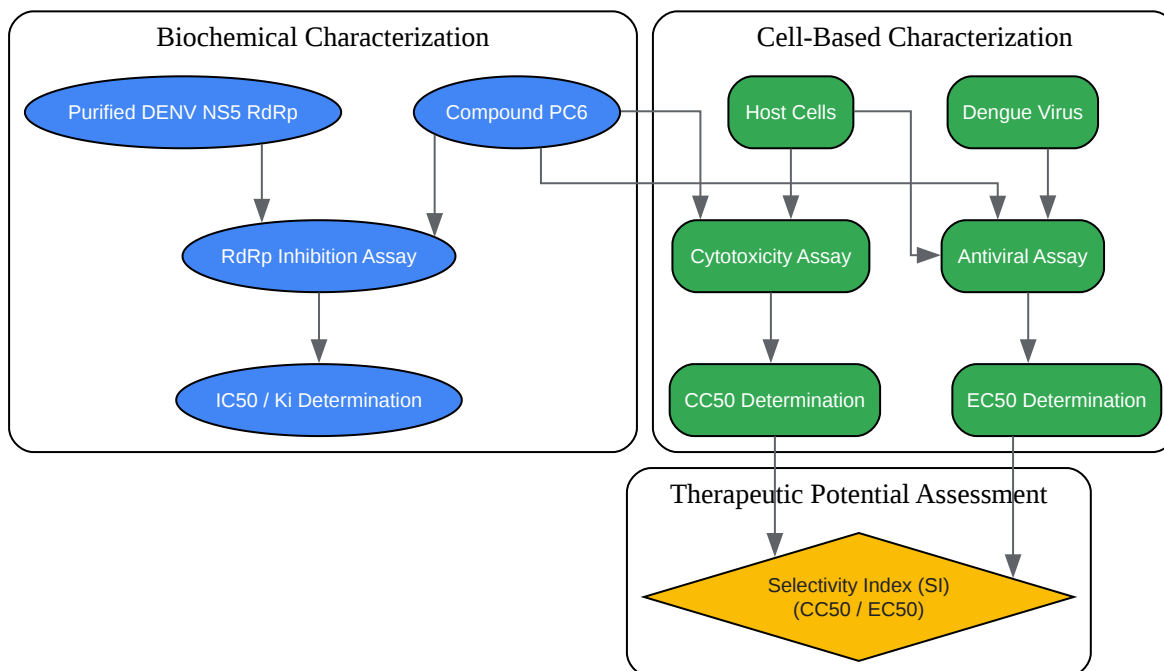 Biochemical Characterization
Cell-Based Characterization
Purified DENV NS5 RdRp
Compound PC6
Host Cells
Dengue Virus
RdRp Inhibition Assay
Cytotoxicity Assay
Antiviral Assay
IC50 / Ki Determination
CC50 Determination
EC50 Determination
Therapeutic Potential Assessment
Selectivity Index (SI)
(CC50 / EC50)